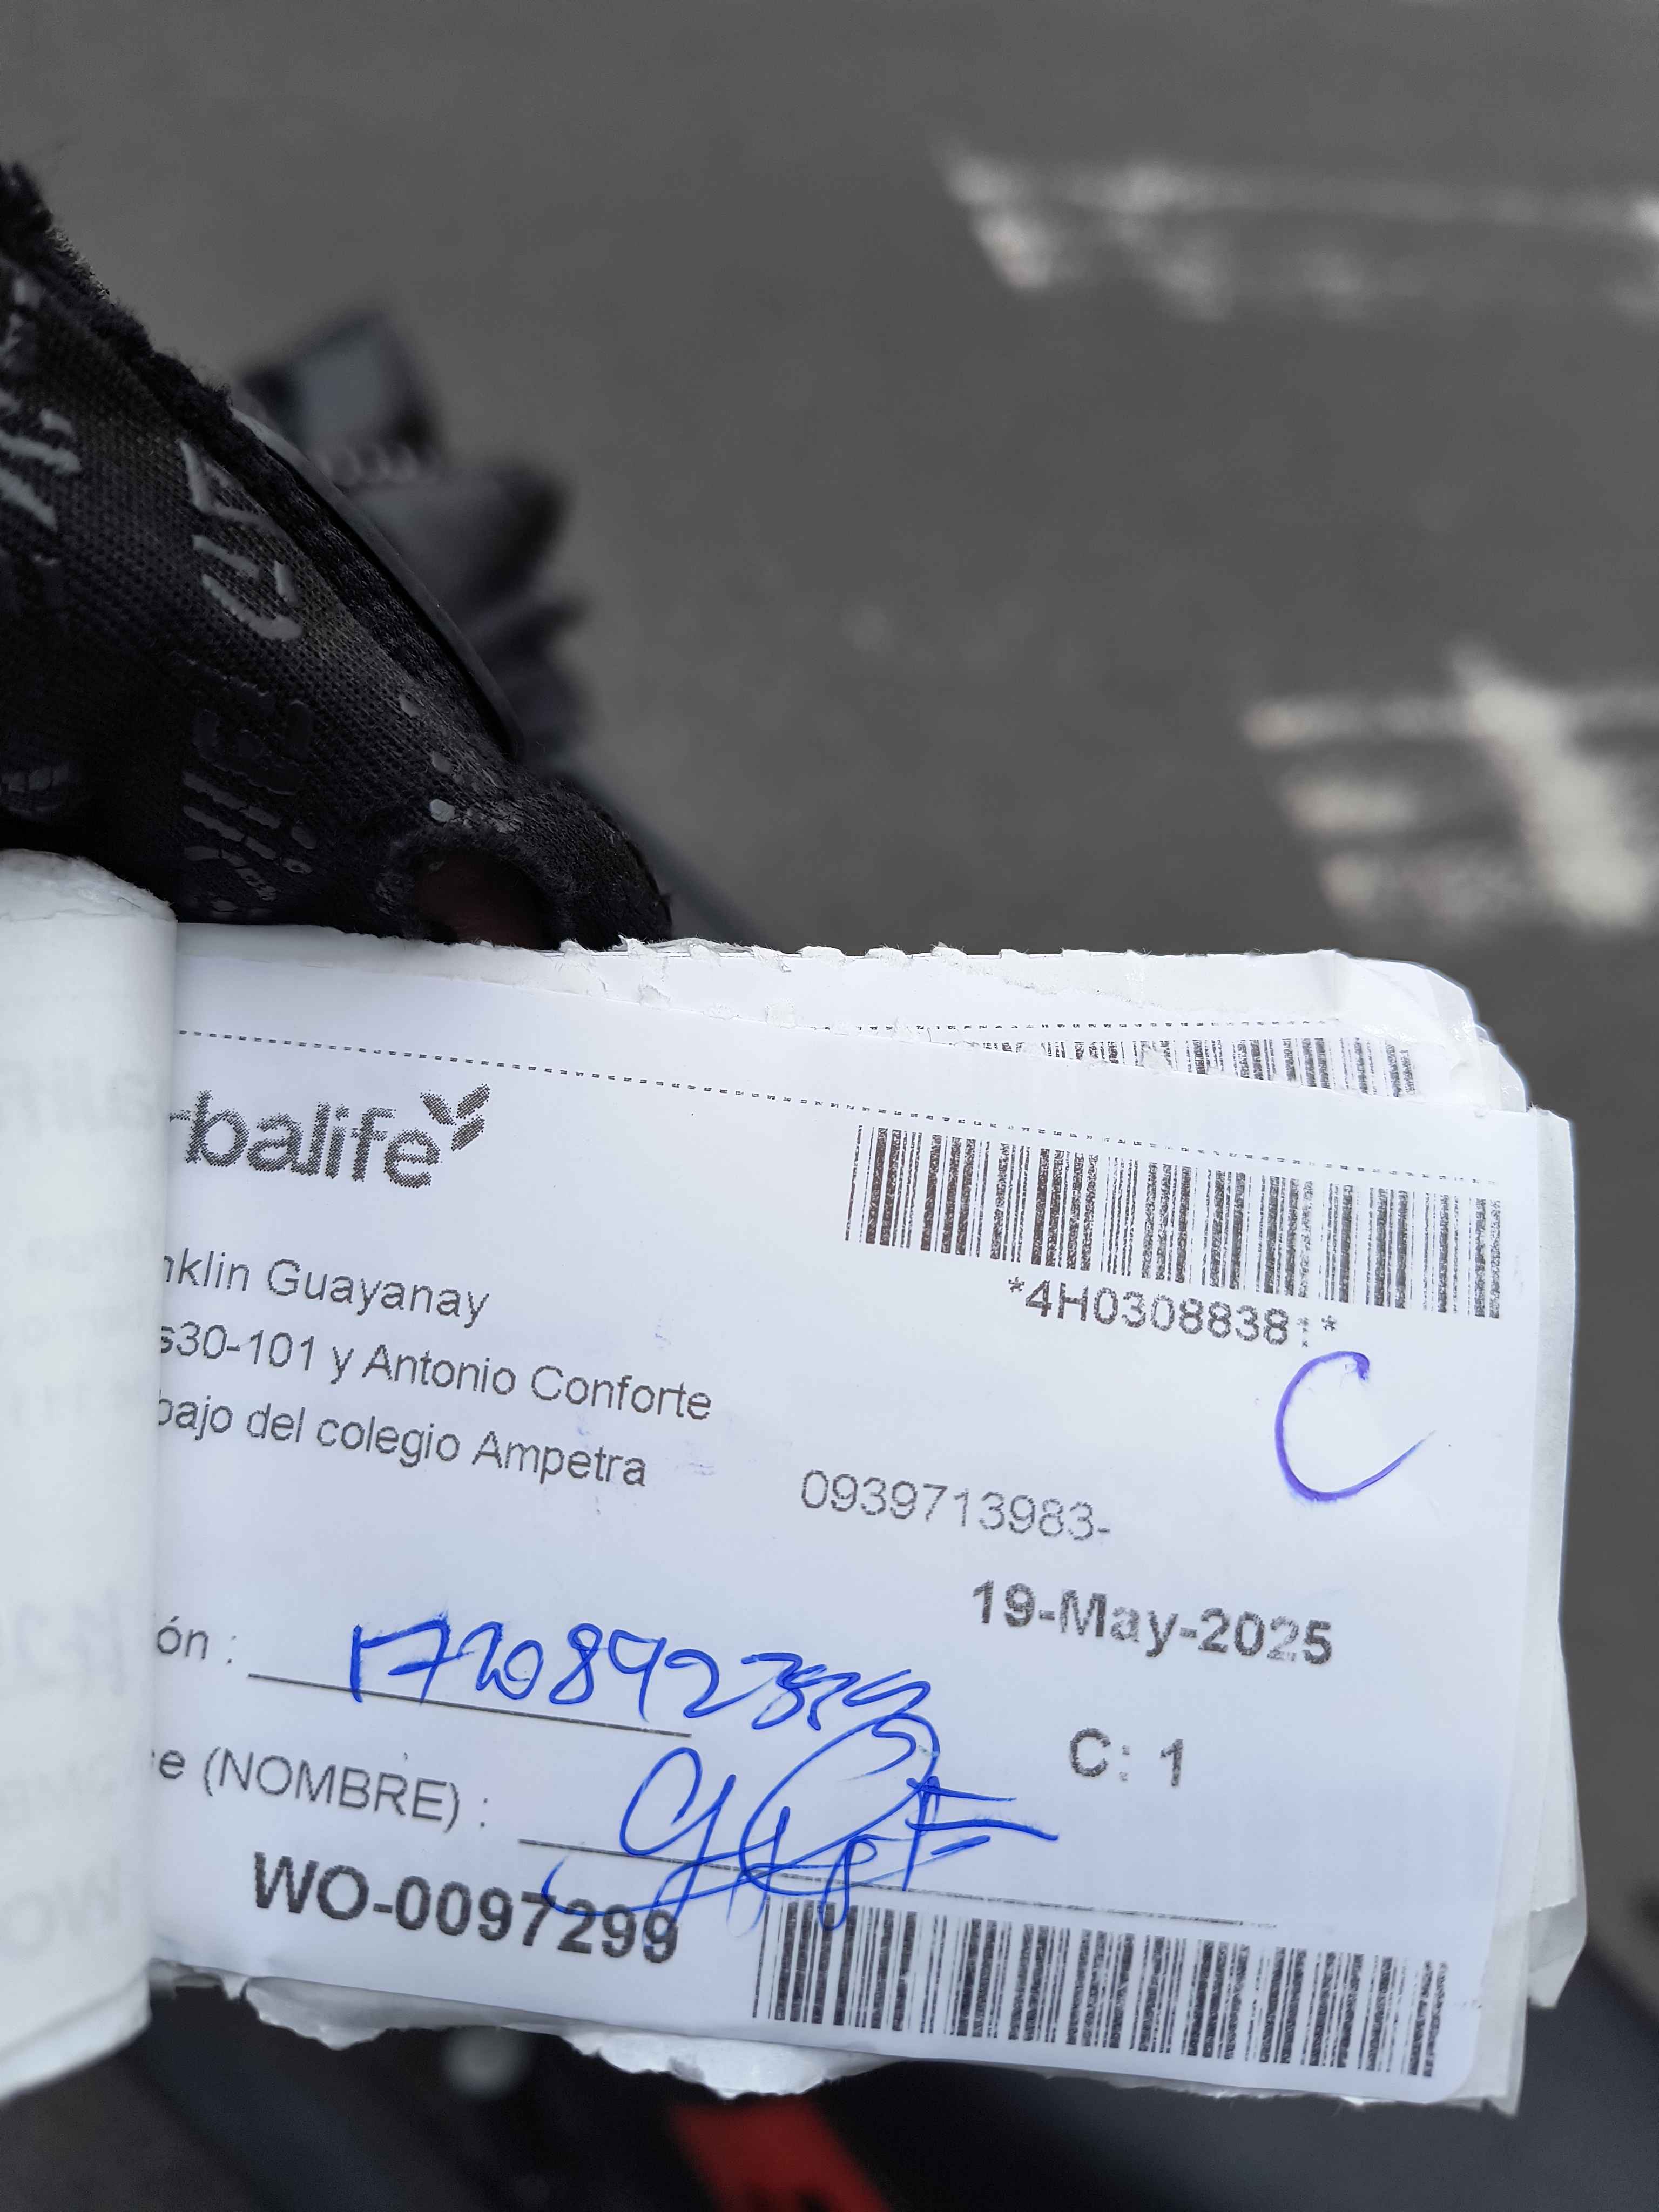 rbalife
*4H03088381*
nklin Guayanay
s30-101 y Antonio Conforte
bajo del colegio Ampetra
0939713983-
C
19-May-2025
ón :
C: 1
e (NOMBRE) :
WO-0097299